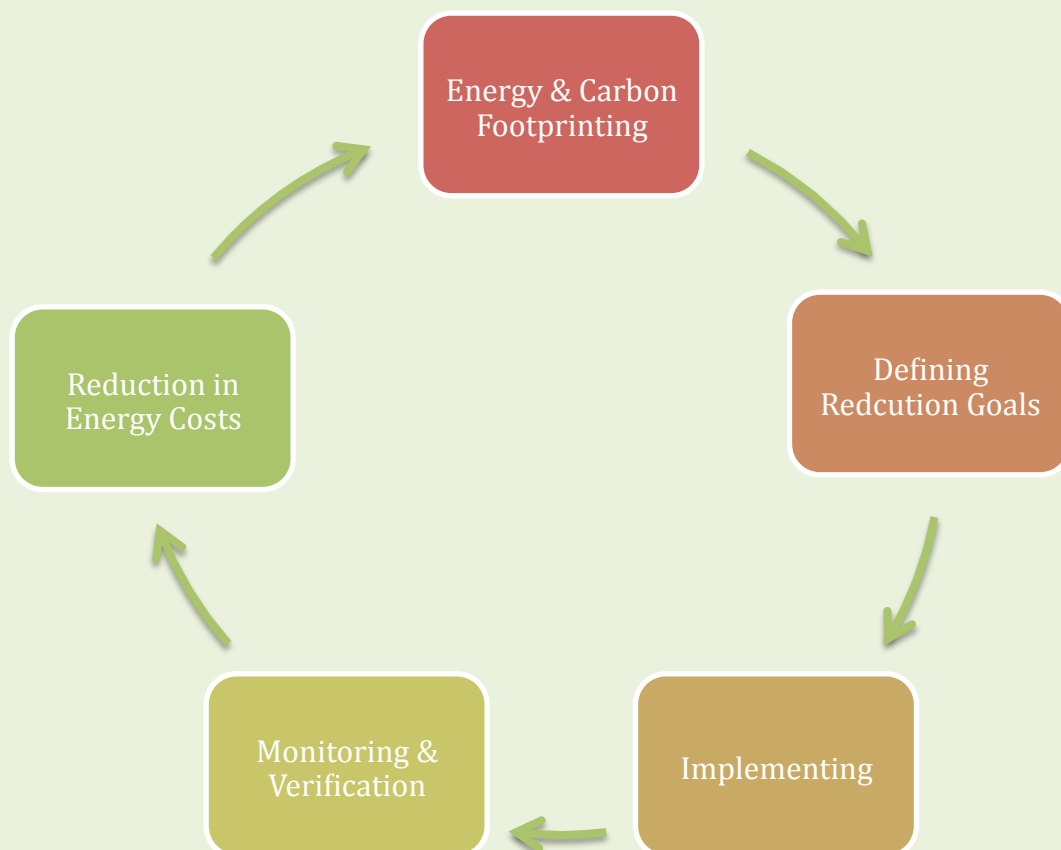 Energy & Carbon
Footprinting
Defining
Redcution Goals
Implementing
Monitoring &
Verification
Reduction in
Energy Costs